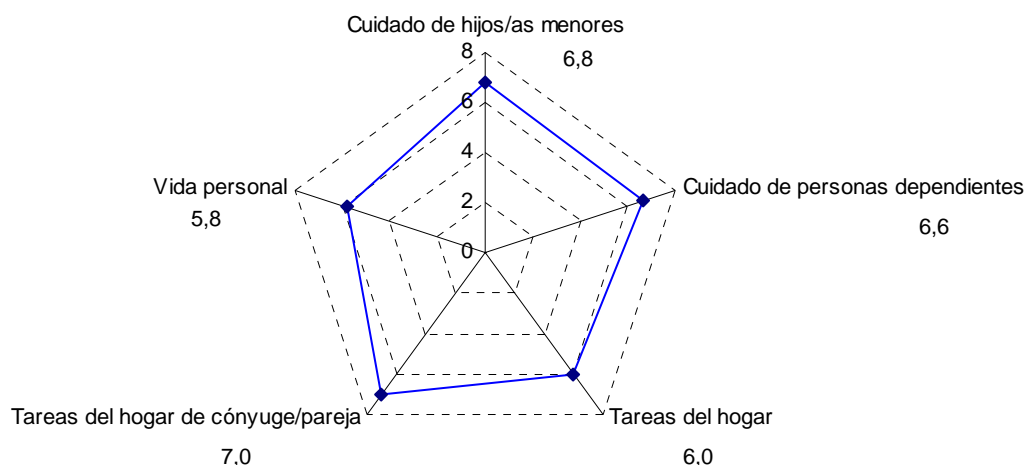 Cuidado de hijos/as menores
6,8
8
6
4
2
0
Vida personal
5,8
Cuidado de personas dependientes
6,6
Tareas del hogar de cónyuge/pareja
7,0
Tareas del hogar
6,0